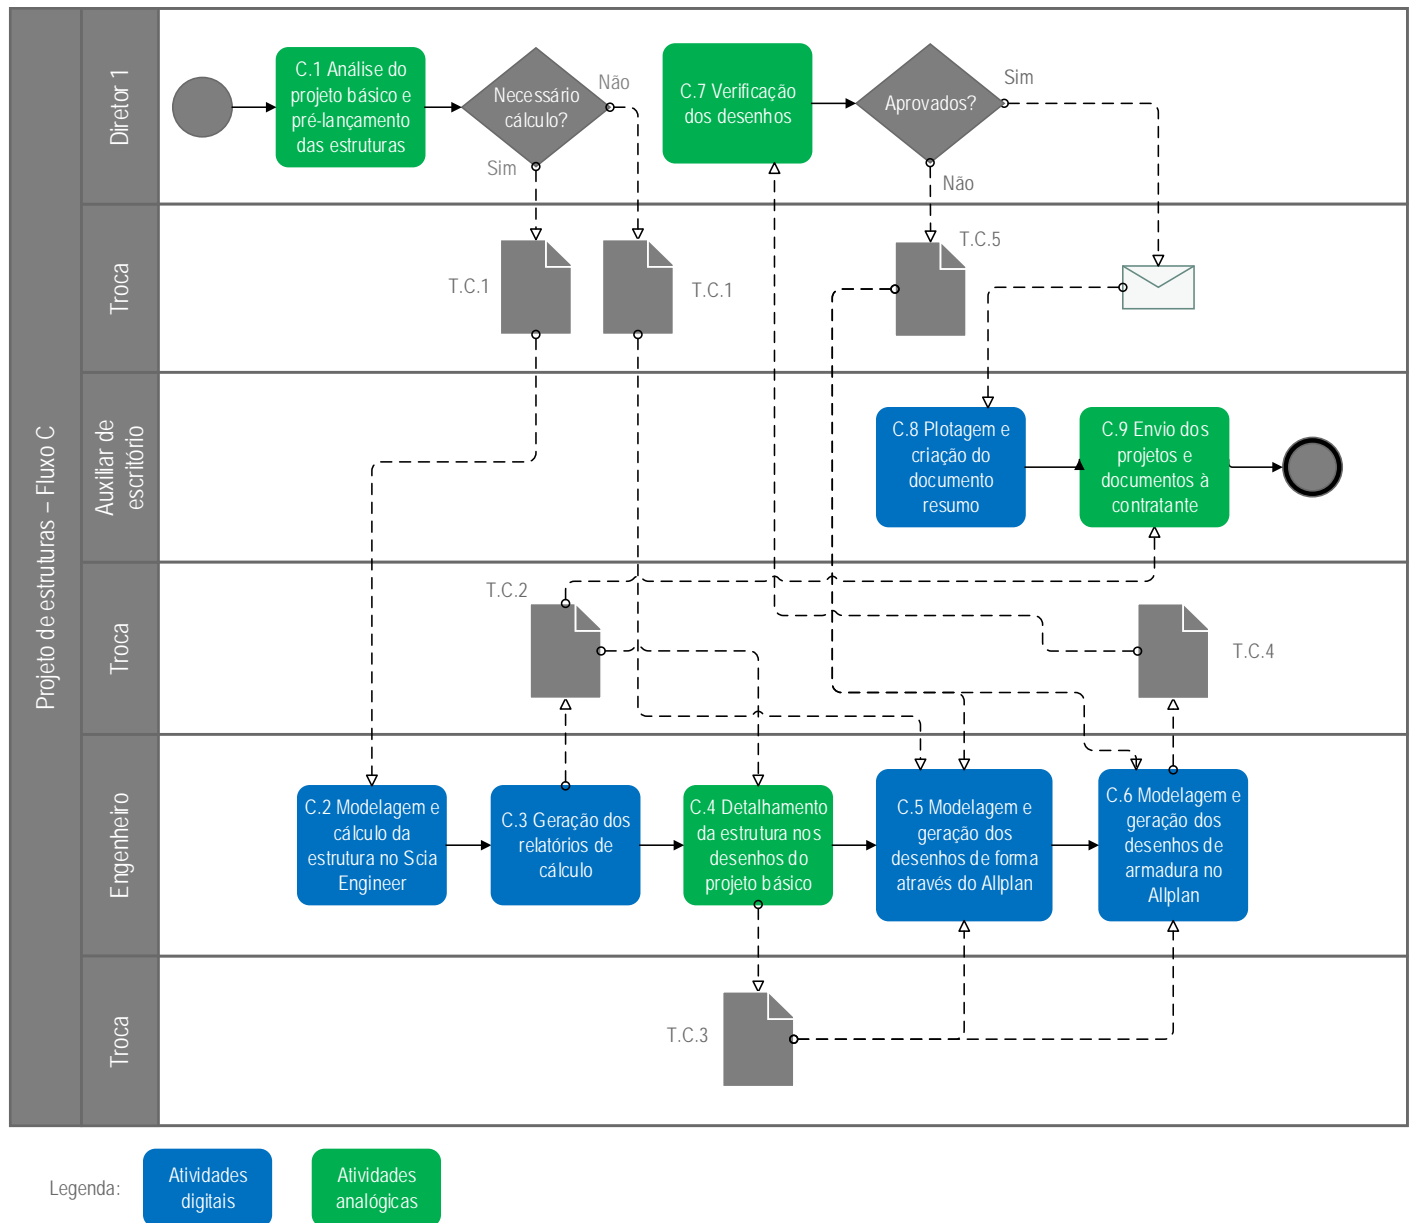 Projeto de estruturas – Fluxo C
Diretor 1
C.1 Análise do
projeto básico e
pré-lançamento
das estruturas
Necessário
cálculo?
Não
Sim
C.7 Verificação
dos desenhos
Aprovados?
Sim
Não
Troca
T.C.1
T.C.1
T.C.5
Auxiliar de
escritório
C.8 Plotagem e
criação do
documento
resumo
C.9 Envio dos
projetos e
documentos à
contratante
Troca
T.C.2
T.C.4
Engenheiro
C.2 Modelagem e
cálculo da
estrutura no Scia
Engineer
C.3 Geração dos
relatórios de
cálculo
C.4 Detalhamento
da estrutura nos
desenhos do
projeto básico
C.5 Modelagem e
geração dos
desenhos de forma
através do Allplan
C.6 Modelagem e
geração dos
desenhos de
armadura no
Allplan
Troca
T.C.3
Legenda:
Atividades
digitais
Atividades
analógicas